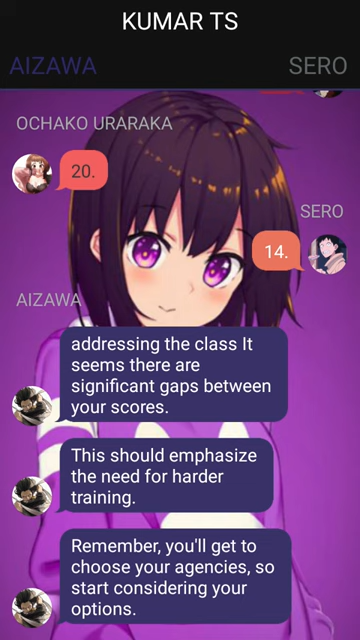 KUMAR TS
AIZAWA
SERO
OCHAKO URARAKA
20.
SERO
14.
AIZAWA
addressing the class It
seems there are
significant gaps between
your scores.
This should emphasize
the need for harder
training.
Remember, you'll get to
choose your agencies, so
start considering your
options.